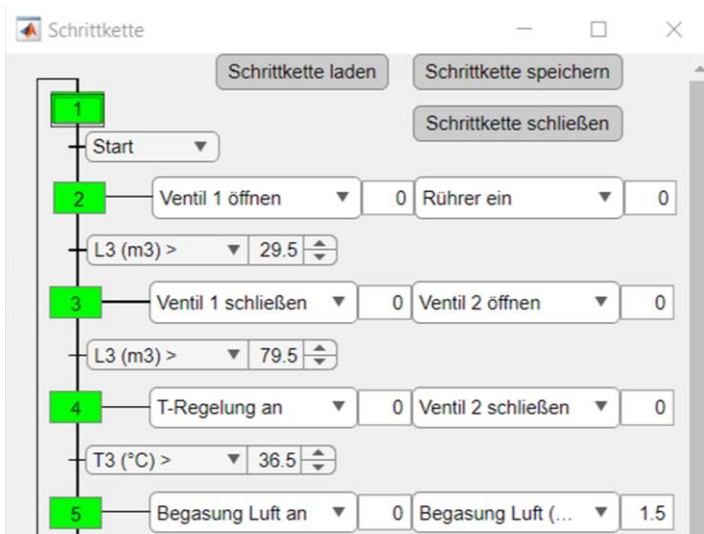 Schrittkette
Schrittkette laden Schrittkette speichern
1 Schrittkette schließen
Start
2 Ventil 1 öffnen 0 Rührer ein 0
L3 (m3) > 29.5
3 Ventil 1 schließen 0 Ventil 2 öffnen 0
L3 (m3) > 79.5
4 T-Regelung an 0 Ventil 2 schließen 0
T3 (°C) > 36.5
5 Begasung Luft an 0 Begasung Luft (... 1.5